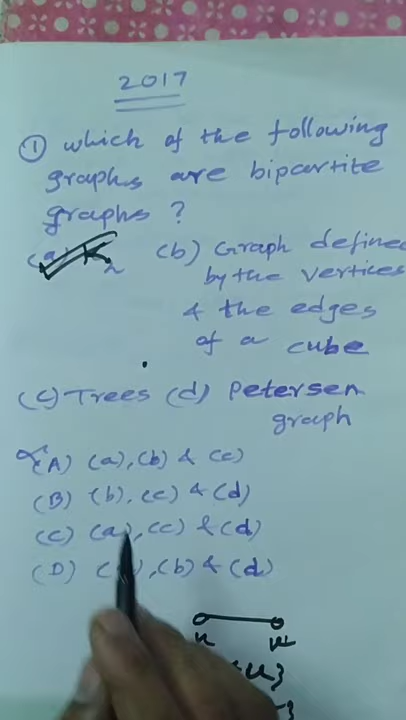 2017
① which of the following
graphs are bipartite
graphs ?
(b) Graph define
by the vertices
& the edges
of a cube
(c) Trees (d) Petersen
graph
(A) (a), (b) & (c)
(B) (b), (c) & (d)
(C) (a), (c) & (d)
(D) , (b) & (d)
u